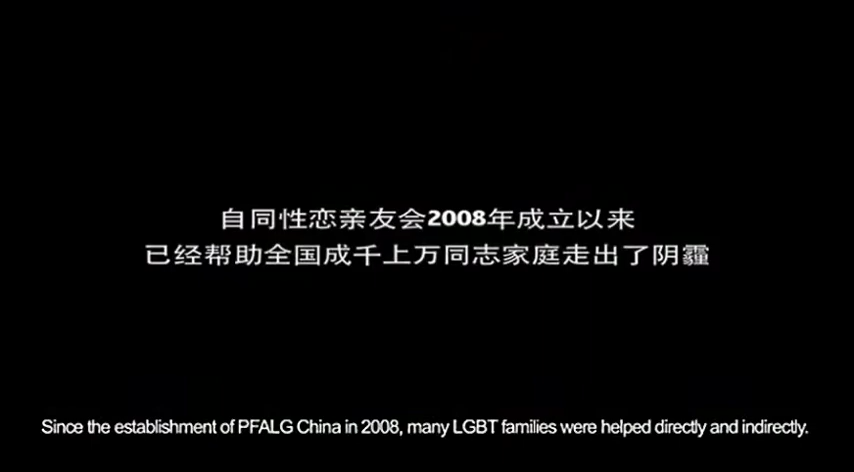 自同性恋亲友会2008年成立以来
已经帮助全国成千上万同志家庭走出了阴霾
Since the establishment of PFALG China in 2008, many LGBT families were helped directly and indirectly.